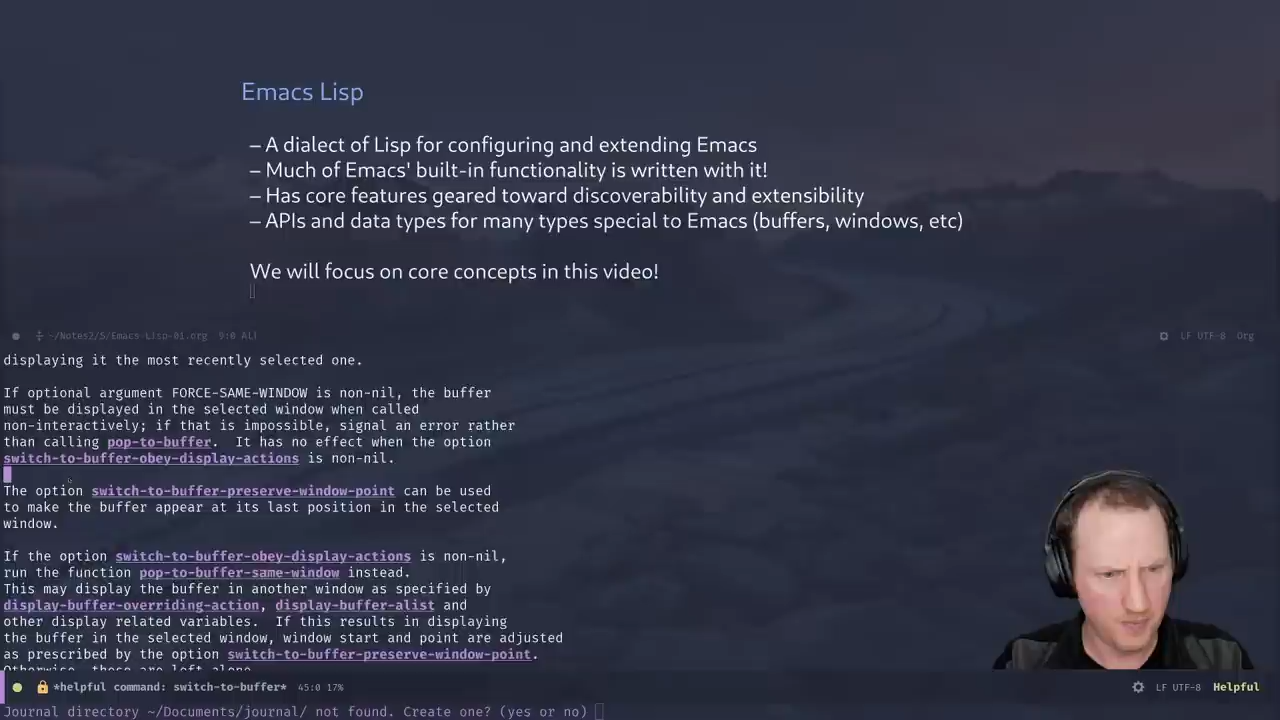 Emacs Lisp
– A dialect of Lisp for configuring and extending Emacs
– Much of Emacs' built-in functionality is written with it!
– Has core features geared toward discoverability and extensibility
– APIs and data types for many types special to Emacs (buffers, windows, etc)
We will focus on core concepts in this video!
~/Notes2/S/Emacs-Lisp-01.org 9:0 All LF UTF-8 Org
displaying it the most recently selected one.
If optional argument FORCE-SAME-WINDOW is non-nil, the buffer
must be displayed in the selected window when called
non-interactively; if that is impossible, signal an error rather
than calling pop-to-buffer. It has no effect when the option
switch-to-buffer-obey-display-actions is non-nil.
The option switch-to-buffer-preserve-window-point can be used
to make the buffer appear at its last position in the selected
window.
If the option switch-to-buffer-obey-display-actions is non-nil,
run the function pop-to-buffer-same-window instead.
This may display the buffer in another window as specified by
display-buffer-overriding-action, display-buffer-alist and
other display related variables. If this results in displaying
the buffer in the selected window, window start and point are adjusted
as prescribed by the option switch-to-buffer-preserve-window-point.
Otherwise, these are left alone.
*helpful command: switch-to-buffer* 45:0 17% LF UTF-8 Helpful
Journal directory ~/Documents/journal/ not found. Create one? (yes or no)